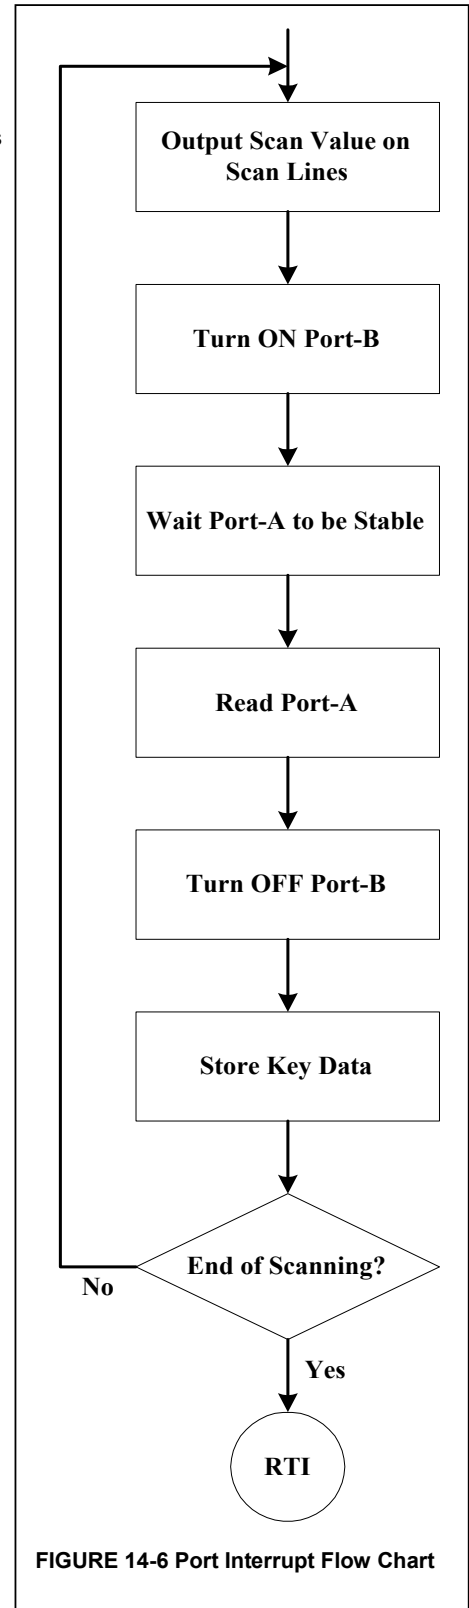 Output Scan Value on
Scan Lines
Turn ON Port-B
Wait Port-A to be Stable
Read Port-A
Turn OFF Port-B
Store Key Data
End of Scanning?
No
Yes
RTI
FIGURE 14-6 Port Interrupt Flow Chart